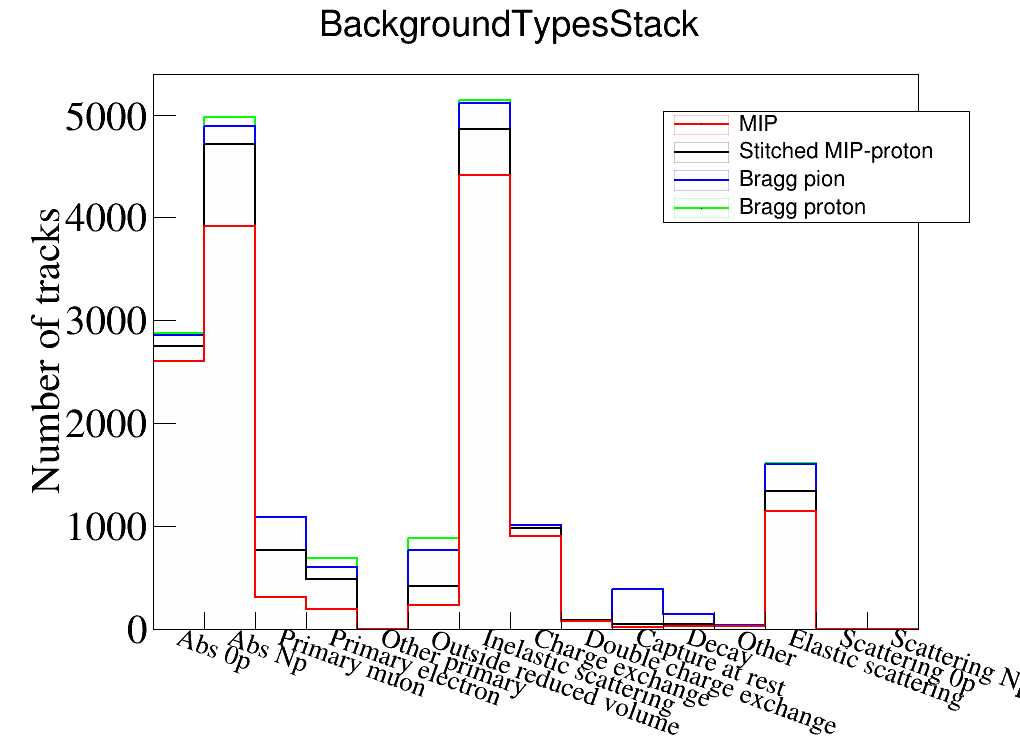 BackgroundTypesStack
MIP
Stitched MIP-proton
Bragg pion
Bragg proton
Number of tracks
5000
4000
3000
2000
1000
0
Abs 0p
Abs Np
Primary muon
Primary electron
Other primary
Outside reduced volume
Inelastic scattering
Charge exchange
Double charge exchange
Capture at rest
Decay
Other
Elastic scattering
Scattering 0p
Scattering Np